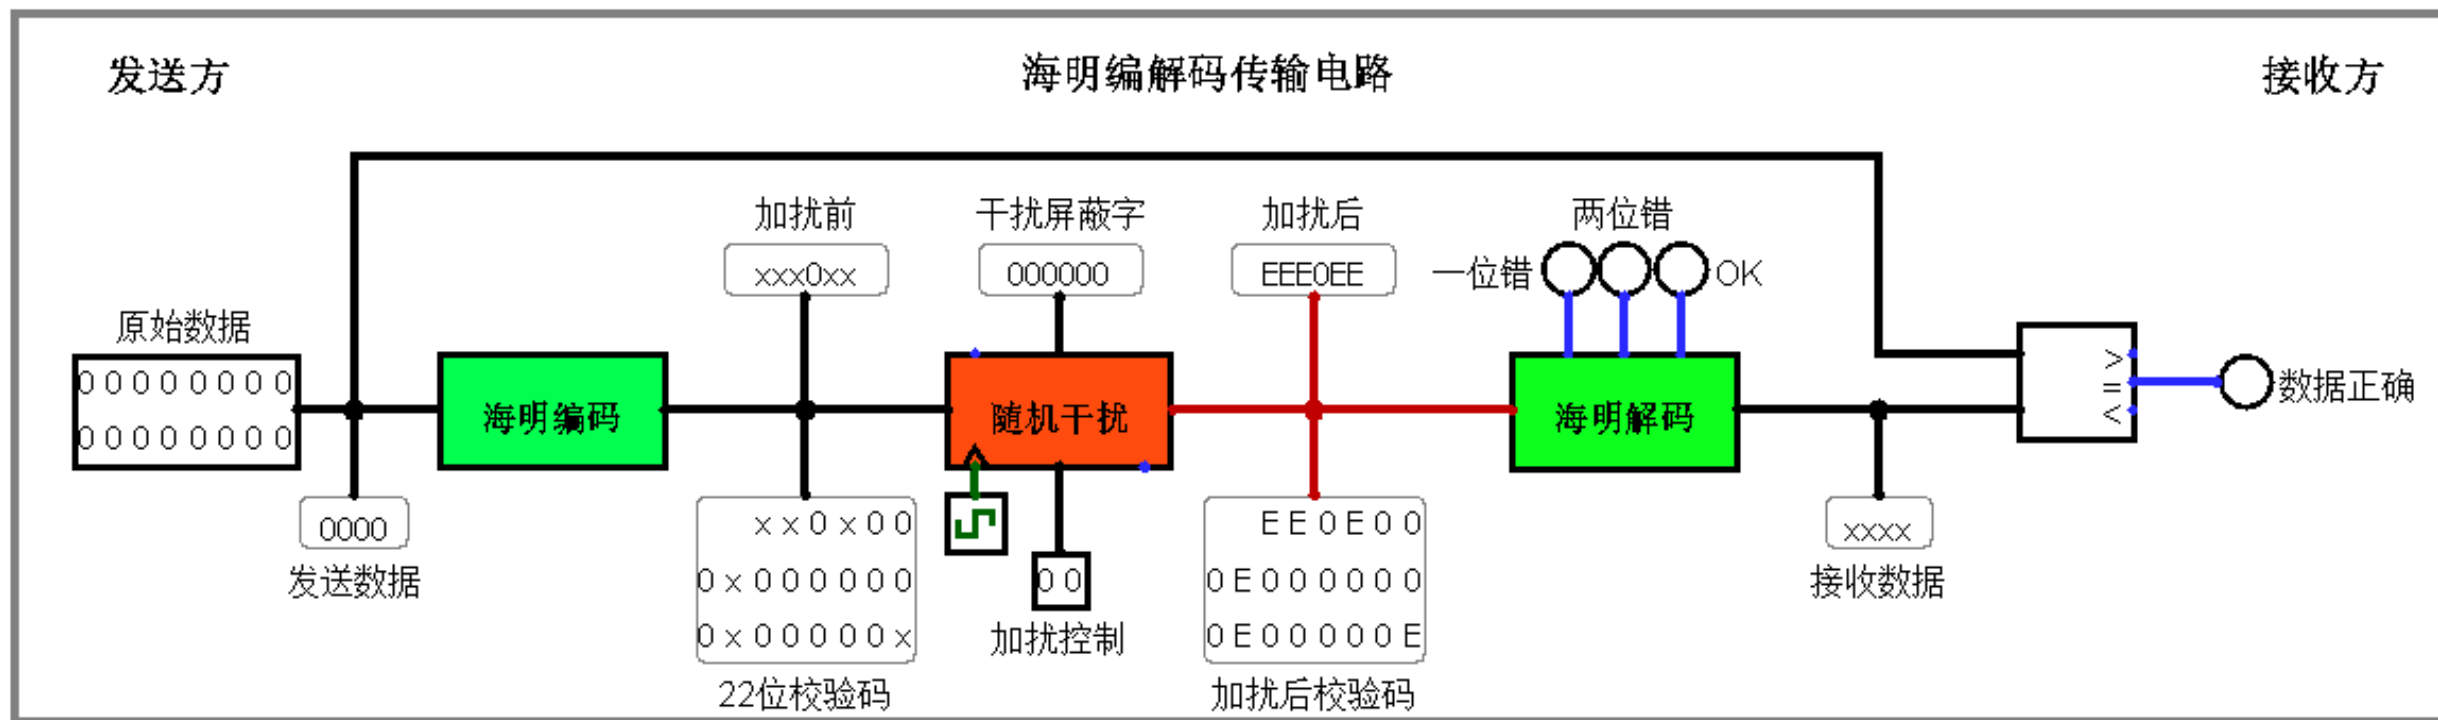 发送方
海明编解码传输电路
接收方
加扰前
干扰屏蔽字
加扰后
两位错
xxx0xx
000000
EEE0EE
一位错
OK
原始数据
0 0 0 0 0 0 0 0
0 0 0 0 0 0 0 0
海明编码
随机干扰
海明解码
> = <
数据正确
0000
发送数据
x x 0 x 0 0
0 x 0 0 0 0 0 0
0 x 0 0 0 0 0 x
22位校验码
0 0
加扰控制
E E 0 E 0 0
0 E 0 0 0 0 0 0
0 E 0 0 0 0 0 E
加扰后校验码
xxxx
接收数据